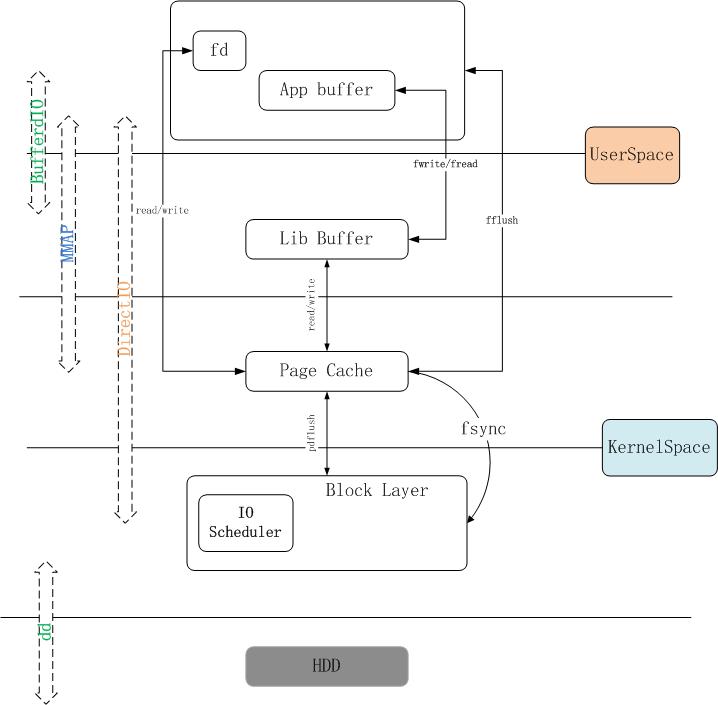 fd
App buffer
BufferdIO
fwrite/fread
UserSpace
read/write
fflush
MMAP
Lib Buffer
DirectIO
read/write
Page Cache
pdflush
fsync
KernelSpace
Block Layer
IO
Scheduler
dd
HDD